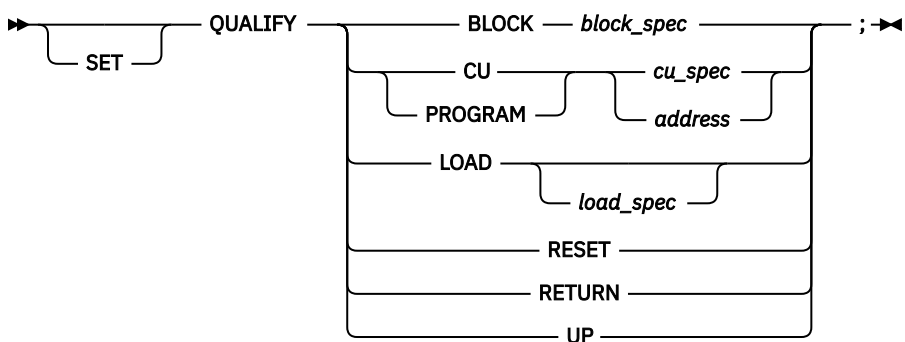 QUALIFY BLOCK block_spec ;
SET
CU cu_spec
PROGRAM address
LOAD
load_spec
RESET
RETURN
UP